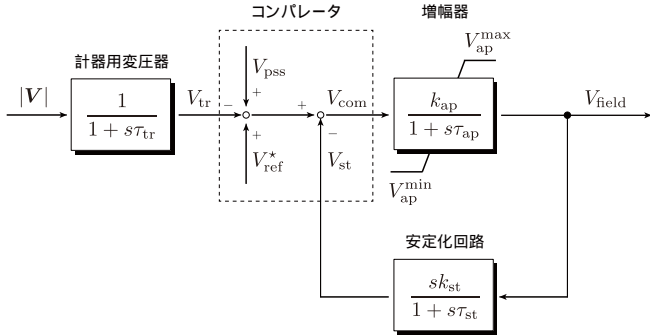 コンパレータ
増幅器
計器用変圧器
V_ap^max
|V|
1
1 + sτ_tr
V_tr
−
V_pss
+
+
V_ref^⋆
+
−
V_com
V_st
k_ap
1 + sτ_ap
V_ap^min
V_field
安定化回路
sk_st
1 + sτ_st